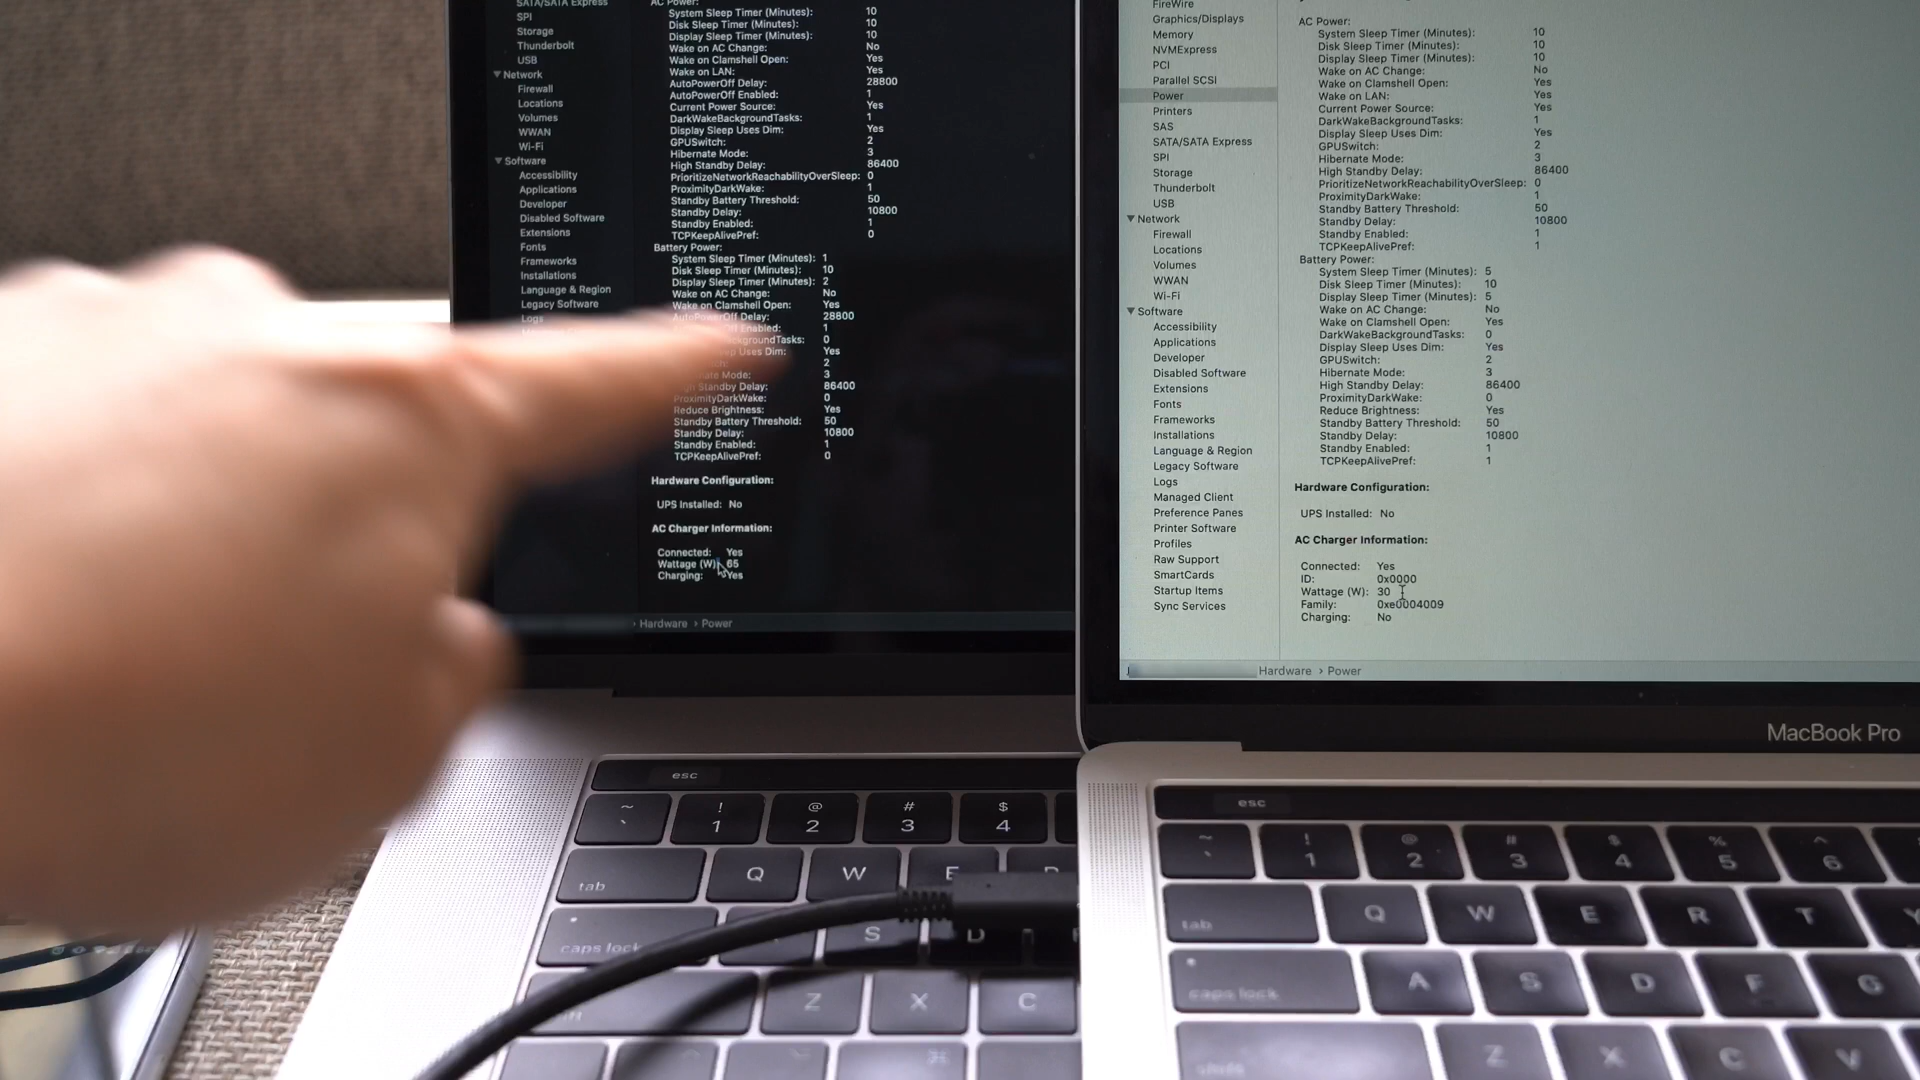 SATA/SATA Express
SPI
Storage
Thunderbolt
USB
Network
Firewall
Locations
Volumes
WWAN
Wi-Fi
Software
Accessibility
Applications
Developer
Disabled Software
Extensions
Fonts
Frameworks
Installations
Language & Region
Legacy Software
Logs
AC Power:
System Sleep Timer (Minutes): 10
Disk Sleep Timer (Minutes): 10
Display Sleep Timer (Minutes): 10
Wake on AC Change: No
Wake on Clamshell Open: Yes
Wake on LAN: Yes
AutoPowerOff Delay: 28800
AutoPowerOff Enabled: 1
Current Power Source: Yes
DarkWakeBackgroundTasks: 1
Display Sleep Uses Dim: Yes
GPUSwitch: 2
Hibernate Mode: 3
High Standby Delay: 86400
PrioritizeNetworkReachabilityOverSleep: 0
ProximityDarkWake: 1
Standby Battery Threshold: 50
Standby Delay: 10800
Standby Enabled: 1
TCPKeepAlivePref: 0
Battery Power:
System Sleep Timer (Minutes): 1
Disk Sleep Timer (Minutes): 10
Display Sleep Timer (Minutes): 2
Wake on AC Change: No
Wake on Clamshell Open: Yes
AutoPowerOff Delay: 28800
Enabled: 1
0
Uses Dim: Yes
2
Mode: 3
Standby Delay: 86400
ProximityDarkWake: 0
Reduce Brightness: Yes
Standby Battery Threshold: 50
Standby Delay: 10800
Standby Enabled: 1
TCPKeepAlivePref: 0
Hardware Configuration:
UPS Installed: No
AC Charger Information:
Connected: Yes
Wattage (W): 65
Charging: Yes
› Hardware › Power
FireWire
Graphics/Displays
Memory
NVMExpress
PCI
Parallel SCSI
Power
Printers
SAS
SATA/SATA Express
SPI
Storage
Thunderbolt
USB
Network
Firewall
Locations
Volumes
WWAN
Wi-Fi
Software
Accessibility
Applications
Developer
Disabled Software
Extensions
Fonts
Frameworks
Installations
Language & Region
Legacy Software
Logs
Managed Client
Preference Panes
Printer Software
Profiles
Raw Support
SmartCards
Startup Items
Sync Services
AC Power:
System Sleep Timer (Minutes): 10
Disk Sleep Timer (Minutes): 10
Display Sleep Timer (Minutes): 10
Wake on AC Change: No
Wake on Clamshell Open: Yes
Wake on LAN: Yes
Current Power Source: Yes
DarkWakeBackgroundTasks: 1
Display Sleep Uses Dim: Yes
GPUSwitch: 2
Hibernate Mode: 3
High Standby Delay: 86400
PrioritizeNetworkReachabilityOverSleep: 0
ProximityDarkWake: 1
Standby Battery Threshold: 50
Standby Delay: 10800
Standby Enabled: 1
TCPKeepAlivePref: 1
Battery Power:
System Sleep Timer (Minutes): 5
Disk Sleep Timer (Minutes): 10
Display Sleep Timer (Minutes): 5
Wake on AC Change: No
Wake on Clamshell Open: Yes
DarkWakeBackgroundTasks: 0
Display Sleep Uses Dim: Yes
GPUSwitch: 2
Hibernate Mode: 3
High Standby Delay: 86400
ProximityDarkWake: 0
Reduce Brightness: Yes
Standby Battery Threshold: 50
Standby Delay: 10800
Standby Enabled: 1
TCPKeepAlivePref: 1
Hardware Configuration:
UPS Installed: No
AC Charger Information:
Connected: Yes
ID: 0x0000
Wattage (W): 30
Family: 0xe0004009
Charging: No
Hardware › Power
MacBook Pro
esc
~ ! @ # $
` 1 2 3 4
tab Q W E
caps lock S D
Z X C
⌘
esc
~ ! @ # $ % ^
` 1 2 3 4 5 6
tab Q W E R T Y
caps lock A S D F G
Z X C V